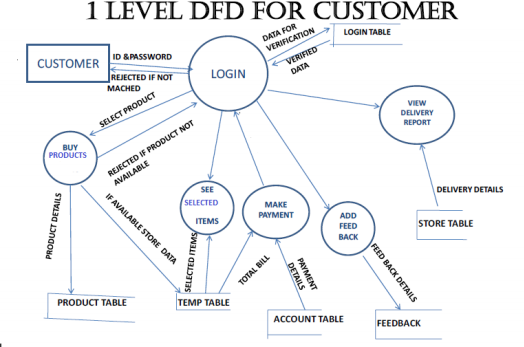 1 LEVEL DFD FOR CUSTOMER
CUSTOMER
ID &PASSWORD
REJECTED IF NOT
MACHED
LOGIN
DATA FOR
VERIFICATION
VERIFIED
DATA
LOGIN TABLE
VIEW
DELIVERY
REPORT
SELECT PRODUCT
REJECTED IF PRODUCT NOT
AVAILABLE
BUY
PRODUCTS
SEE
SELECTED
ITEMS
MAKE
PAYMENT
ADD
FEED
BACK
DELIVERY DETAILS
STORE TABLE
PRODUCT DETAILS
IF AVAILABLE STORE DATA
SELECTED ITEMS
TOTAL BILL
PAYMENT
DETAILS
FEED BACK DETAILS
PRODUCT TABLE
TEMP TABLE
ACCOUNT TABLE
FEEDBACK